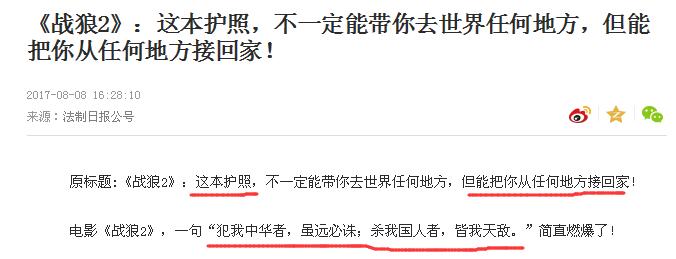 《战狼2》：这本护照，不一定能带你去世界任何地方，但能
把你从任何地方接回家！
2017-08-08 16:28:10
来源：法制日报公号
原标题:《战狼2》：这本护照，不一定能带你去世界任何地方，但能把你从任何地方接回家！
电影《战狼2》，一句“犯我中华者，虽远必诛；杀我国人者，皆我天敌。”简直燃爆了！